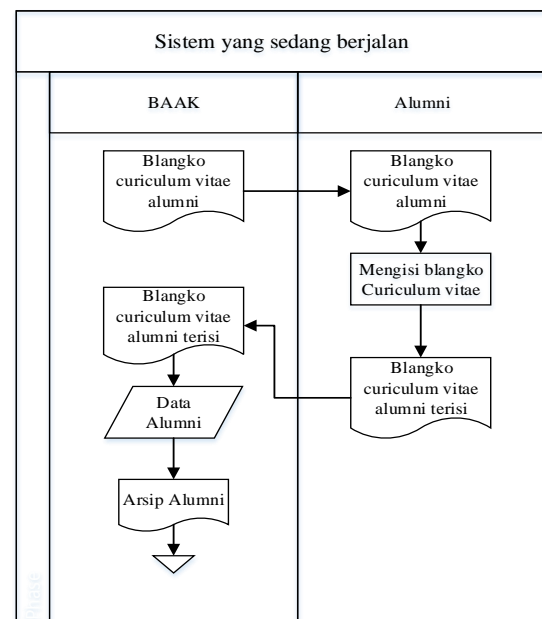 Sistem yang sedang berjalan
BAAK
Alumni
Blangko
curiculum vitae
alumni
Blangko
curiculum vitae
alumni
Mengisi blangko
Curiculum vitae
Blangko
curiculum vitae
alumni terisi
Blangko
curiculum vitae
alumni terisi
Data
Alumni
Arsip Alumni
Phase